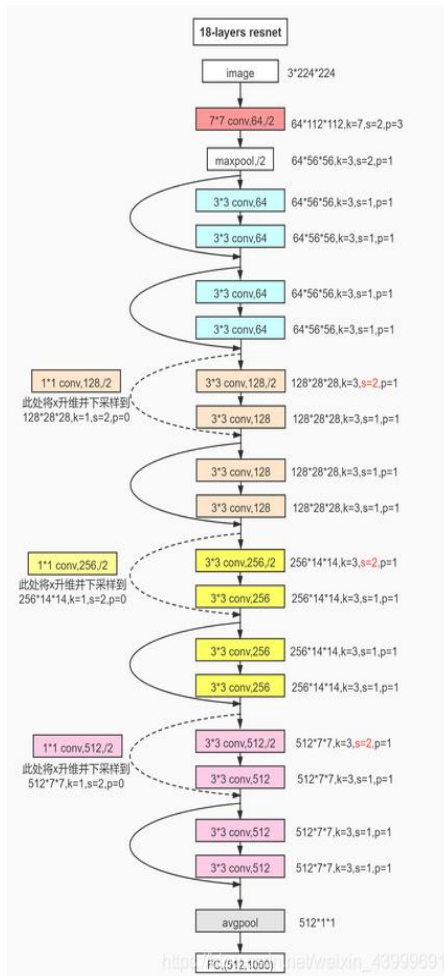 18-layers resnet
image 3*224*224
7*7 conv,64,/2 64*112*112,k=7,s=2,p=3
maxpool,/2 64*56*56,k=3,s=2,p=1
3*3 conv,64 64*56*56,k=3,s=1,p=1
3*3 conv,64 64*56*56,k=3,s=1,p=1
3*3 conv,64 64*56*56,k=3,s=1,p=1
3*3 conv,64 64*56*56,k=3,s=1,p=1
1*1 conv,128,/2 3*3 conv,128,/2 128*28*28,k=3,s=2,p=1
此处将x升维并下采样到
128*28*28,k=1,s=2,p=0 3*3 conv,128 128*28*28,k=3,s=1,p=1
3*3 conv,128 128*28*28,k=3,s=1,p=1
3*3 conv,128 128*28*28,k=3,s=1,p=1
1*1 conv,256,/2 3*3 conv,256,/2 256*14*14,k=3,s=2,p=1
此处将x升维并下采样到
256*14*14,k=1,s=2,p=0 3*3 conv,256 256*14*14,k=3,s=1,p=1
3*3 conv,256 256*14*14,k=3,s=1,p=1
3*3 conv,256 256*14*14,k=3,s=1,p=1
1*1 conv,512,/2 3*3 conv,512,/2 512*7*7,k=3,s=2,p=1
此处将x升维并下采样到
512*7*7,k=1,s=2,p=0 3*3 conv,512 512*7*7,k=3,s=1,p=1
3*3 conv,512 512*7*7,k=3,s=1,p=1
3*3 conv,512 512*7*7,k=3,s=1,p=1
avgpool 512*1*1
FC,(512,1000)